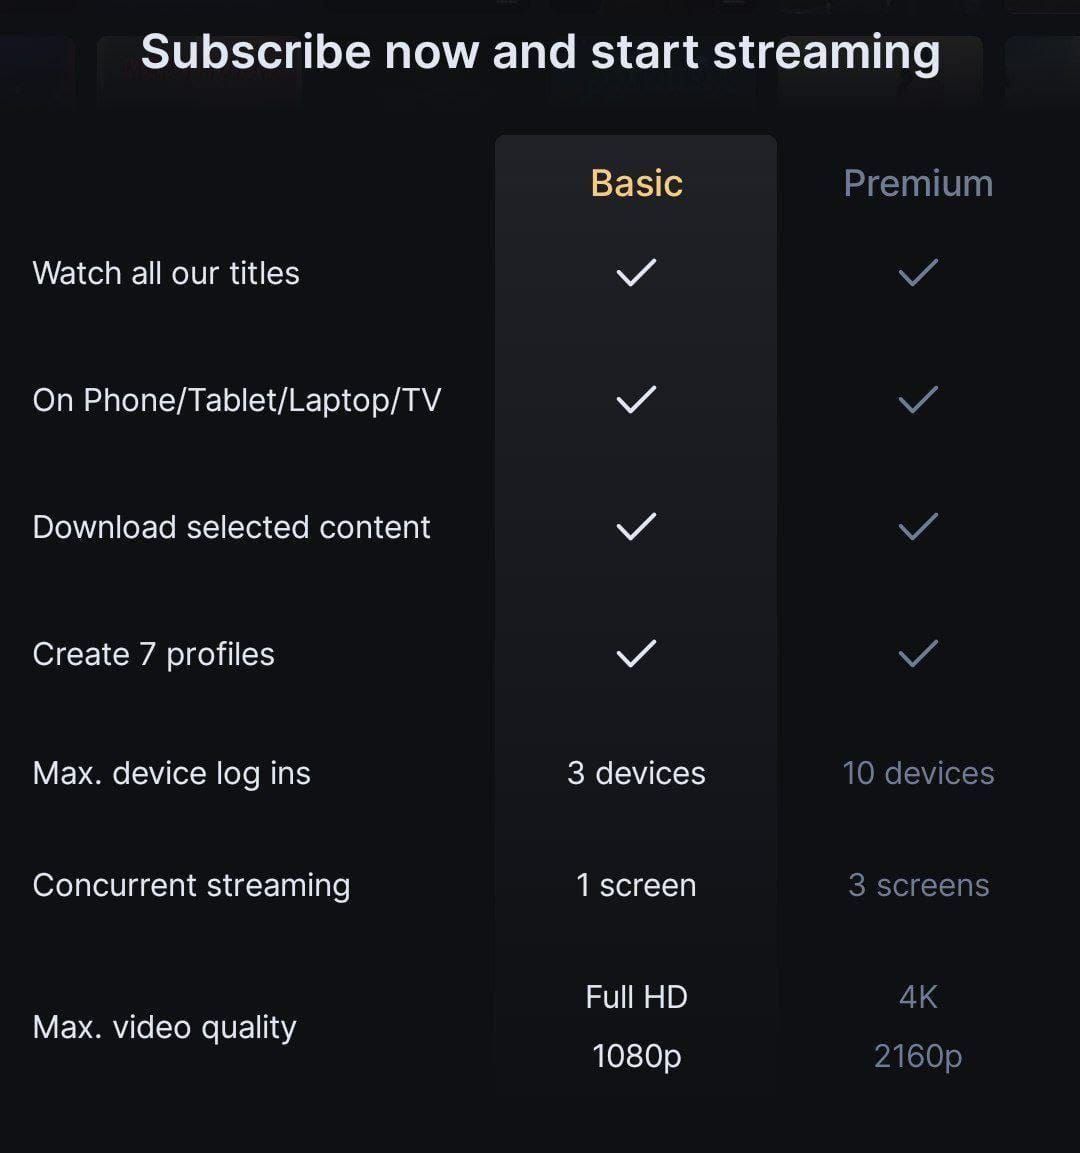 Subscribe now and start streaming
Basic Premium
Watch all our titles
On Phone/Tablet/Laptop/TV
Download selected content
Create 7 profiles
Max. device log ins 3 devices 10 devices
Concurrent streaming 1 screen 3 screens
Max. video quality Full HD 1080p 4K 2160p